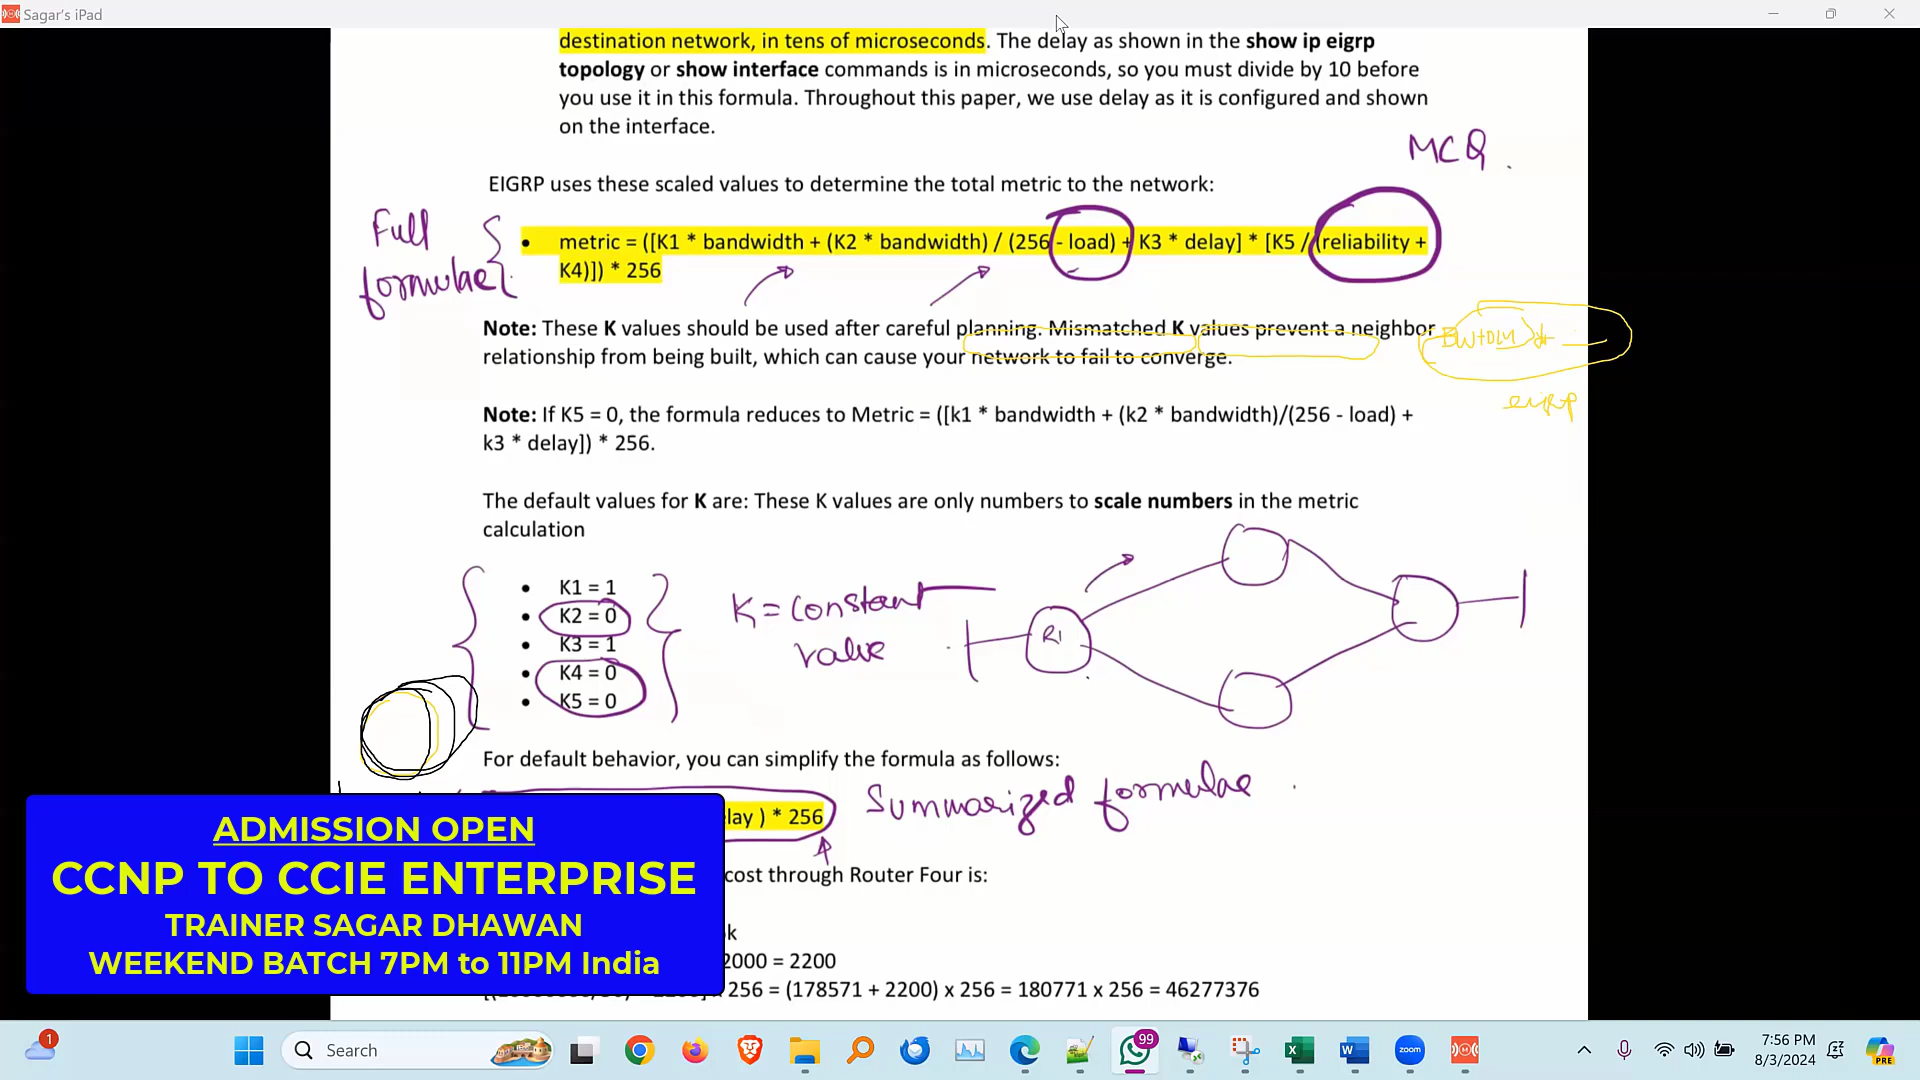 Sagar's iPad
destination network, in tens of microseconds. The delay as shown in the show ip eigrp
topology or show interface commands is in microseconds, so you must divide by 10 before
you use it in this formula. Throughout this paper, we use delay as it is configured and shown
on the interface.
MCQ
EIGRP uses these scaled values to determine the total metric to the network:
Full
formulae
• metric = ([K1 * bandwidth + (K2 * bandwidth) / (256 - load) + K3 * delay] * [K5 / (reliability +
K4)]) * 256
Note: These K values should be used after careful planning. Mismatched K values prevent a neighbor
relationship from being built, which can cause your network to fail to converge.
eigrp
Note: If K5 = 0, the formula reduces to Metric = ([k1 * bandwidth + (k2 * bandwidth)/(256 - load) +
k3 * delay]) * 256.
The default values for K are: These K values are only numbers to scale numbers in the metric
calculation
• K1 = 1
• K2 = 0
• K3 = 1
• K4 = 0
• K5 = 0
K = constant
value
R1
For default behavior, you can simplify the formula as follows:
lay ) * 256
Summarized formulae
cost through Router Four is:
k
2000 = 2200
256 = (178571 + 2200) x 256 = 180771 x 256 = 46277376
ADMISSION OPEN
CCNP TO CCIE ENTERPRISE
TRAINER SAGAR DHAWAN
WEEKEND BATCH 7PM to 11PM India
1
Search
99
zoom
7:56 PM
8/3/2024
PRE